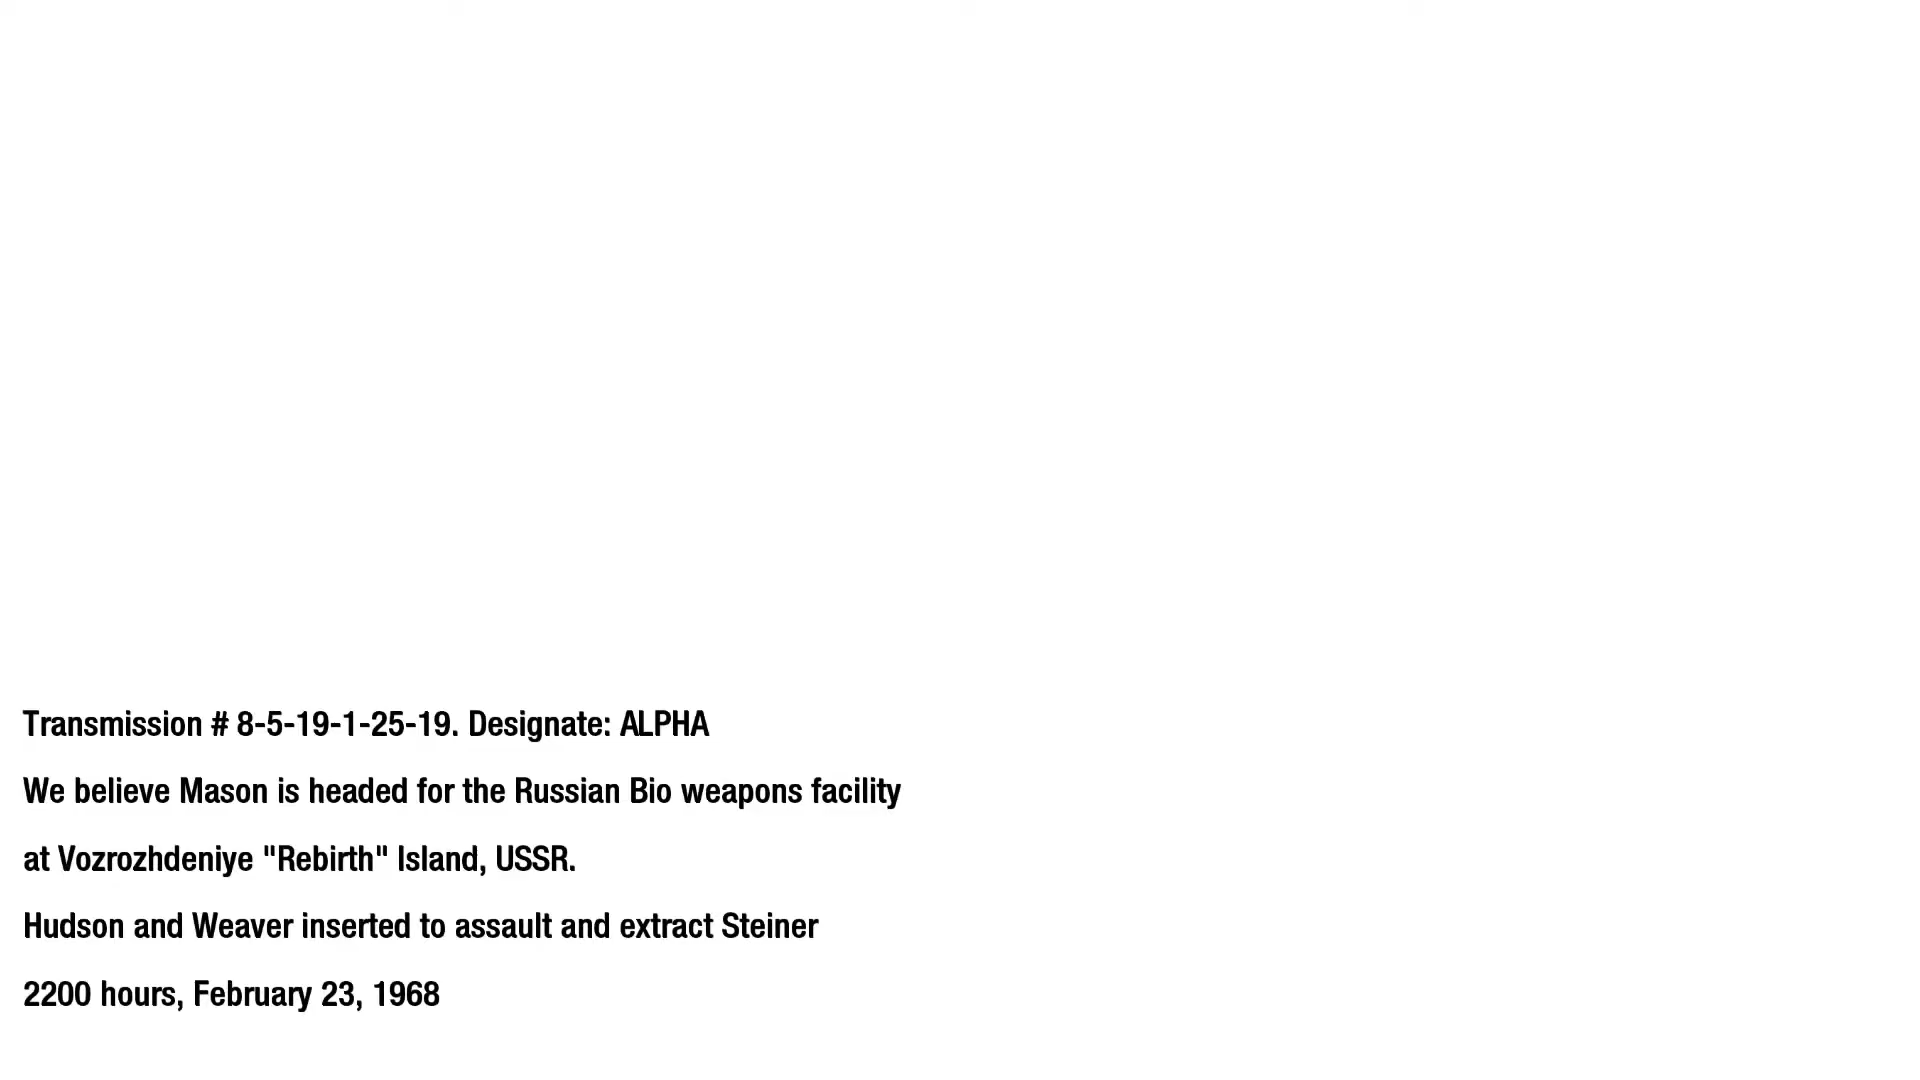 Transmission # 8-5-19-1-25-19. Designate: ALPHA
We believe Mason is headed for the Russian Bio weapons facility
at Vozrozhdeniye "Rebirth" Island, USSR.
Hudson and Weaver inserted to assault and extract Steiner
2200 hours, February 23, 1968